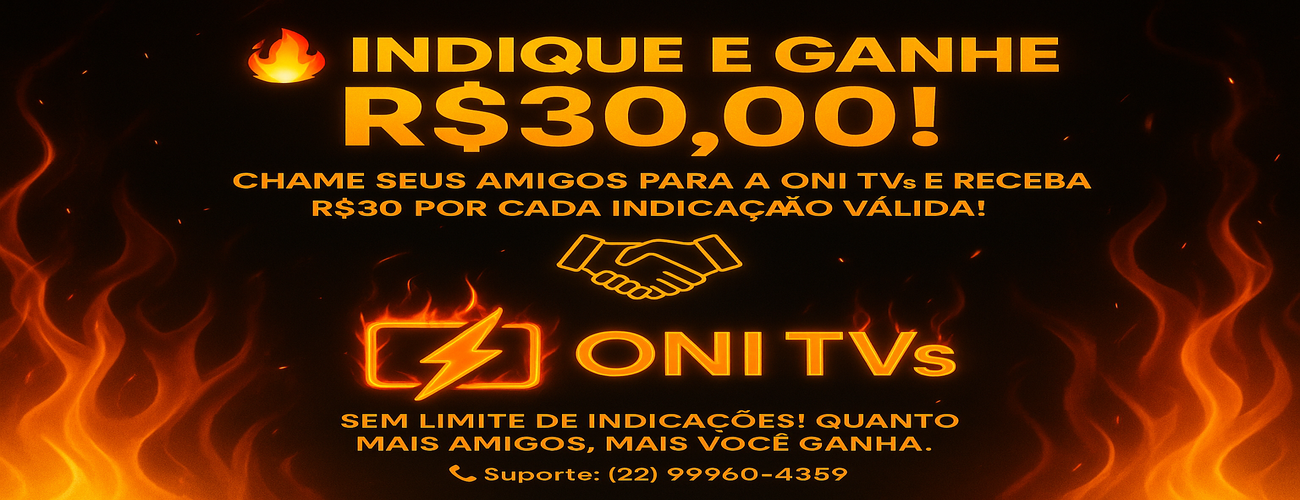 🔥 INDIQUE E GANHE
R$30,00!
CHAME SEUS AMIGOS PARA A ONI TVs E RECEBA
R$30 POR CADA INDICAÇAÃO VÁLIDA!
ONI TVs
SEM LIMITE DE INDICAÇÕES! QUANTO
MAIS AMIGOS, MAIS VOCÊ GANHA.
📞 Suporte: (22) 99960-4359